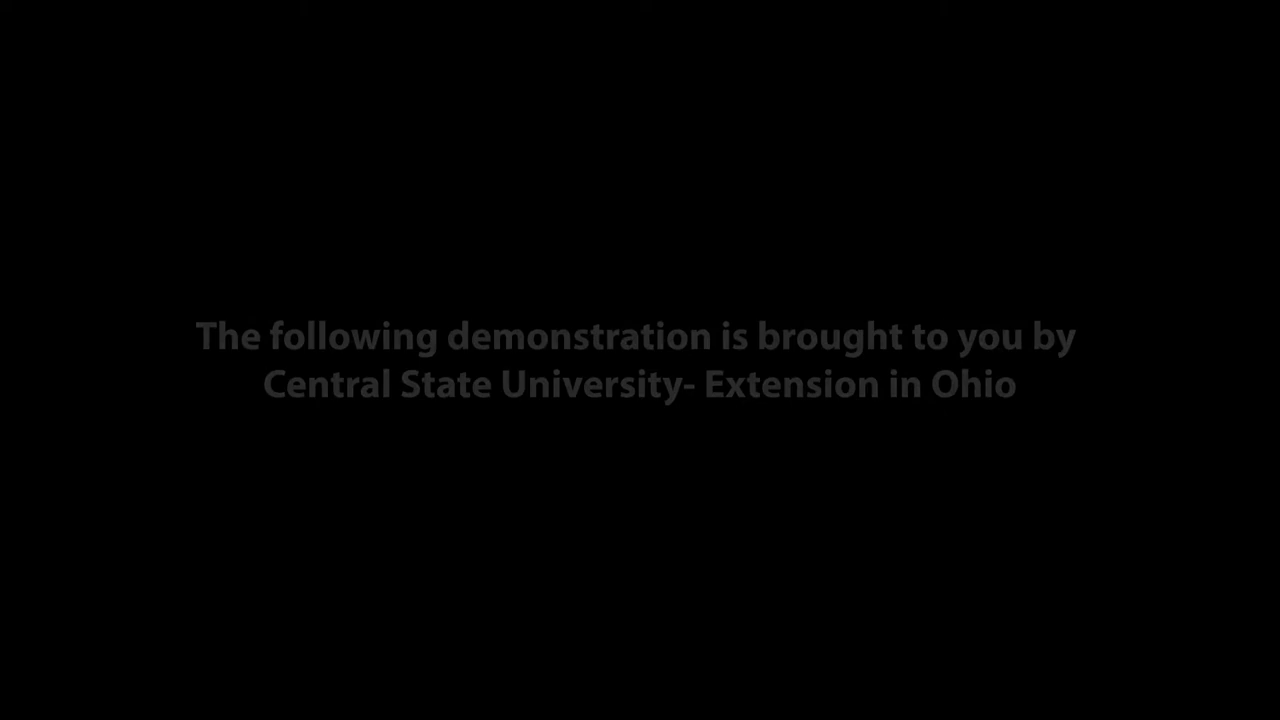 The following demonstration is brought to you by
Central State University- Extension in Ohio